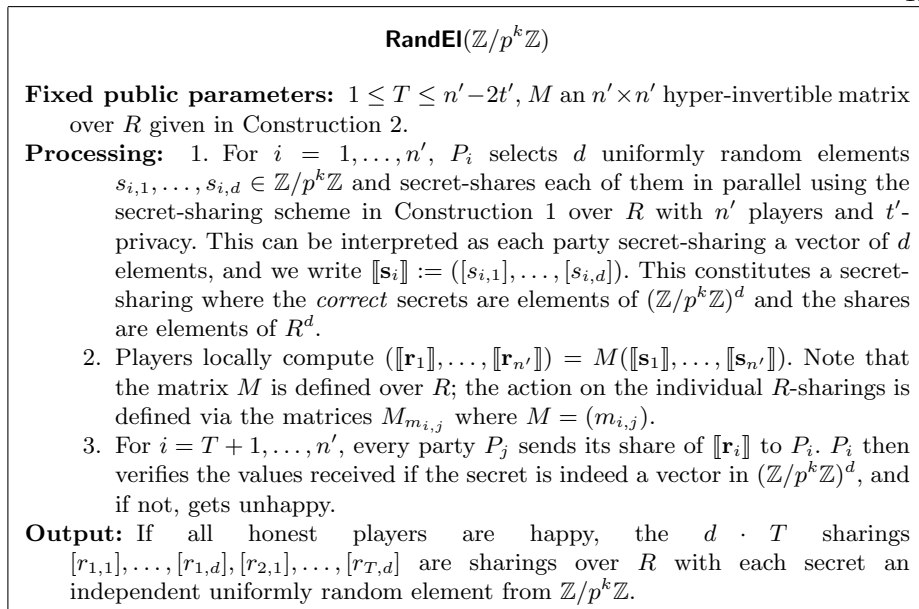 RandEl(ℤ/p^kℤ)
Fixed public parameters: 1 ≤ T ≤ n′−2t′, M an n′×n′ hyper-invertible matrix
over R given in Construction 2.
Processing: 1. For i = 1, . . . , n′, P_i selects d uniformly random elements
s_{i,1}, . . . , s_{i,d} ∈ ℤ/p^kℤ and secret-shares each of them in parallel using the
secret-sharing scheme in Construction 1 over R with n′ players and t′-
privacy. This can be interpreted as each party secret-sharing a vector of d
elements, and we write ⟦s_i⟧ := ([s_{i,1}], . . . , [s_{i,d}]). This constitutes a secret-
sharing where the correct secrets are elements of (ℤ/p^kℤ)^d and the shares
are elements of R^d.
2. Players locally compute (⟦r_1⟧, . . . , ⟦r_{n′}⟧) = M(⟦s_1⟧, . . . , ⟦s_{n′}⟧). Note that
the matrix M is defined over R; the action on the individual R-sharings is
defined via the matrices M_{m_{i,j}} where M = (m_{i,j}).
3. For i = T + 1, . . . , n′, every party P_j sends its share of ⟦r_i⟧ to P_i. P_i then
verifies the values received if the secret is indeed a vector in (ℤ/p^kℤ)^d, and
if not, gets unhappy.
Output: If all honest players are happy, the d · T sharings
[r_{1,1}], . . . , [r_{1,d}], [r_{2,1}], . . . , [r_{T,d}] are sharings over R with each secret an
independent uniformly random element from ℤ/p^kℤ.